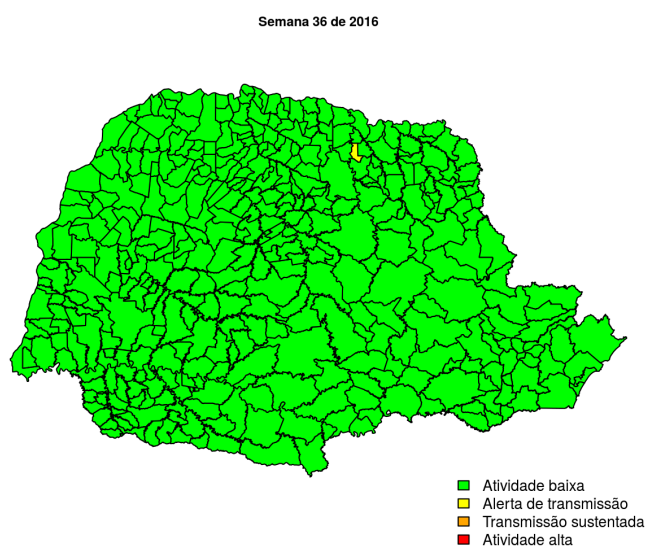 Semana 36 de 2016
Atividade baixa
Alerta de transmissão
Transmissão sustentada
Atividade alta